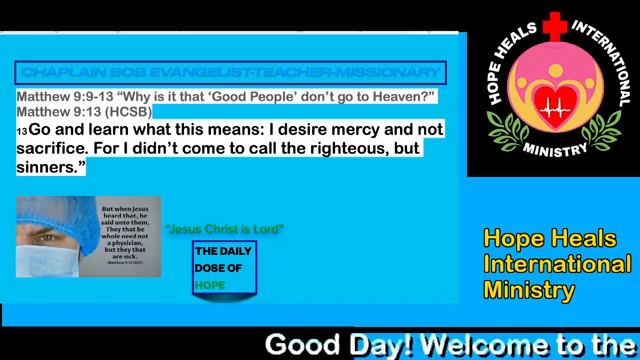 CHAPLAIN BOB EVANGELIST-TEACHER-MISSIONARY
Matthew 9:9-13 “Why is it that ‘Good People’ don’t go to Heaven?”
Matthew 9:13 (HCSB)
13Go and learn what this means: I desire mercy and not
sacrifice. For I didn’t come to call the righteous, but
sinners.”
But when Jesus
heard that, he
said unto them,
They that be
whole need not
a physician,
but they that
are sick.
“Jesus Christ is Lord”
THE DAILY
DOSE OF
HOPE
HOPE HEALS
INTERNATIONAL
MINISTRY
Hope Heals
International
Ministry
Good Day! Welcome to the